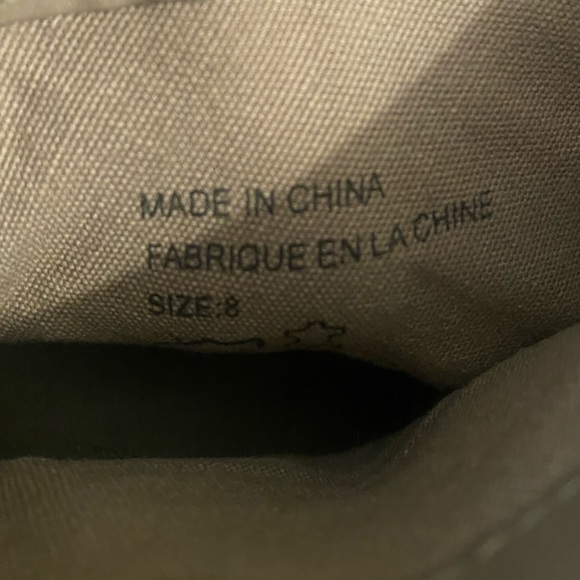 MADE IN CHINA
FABRIQUE EN LA CHINE
SIZE:8